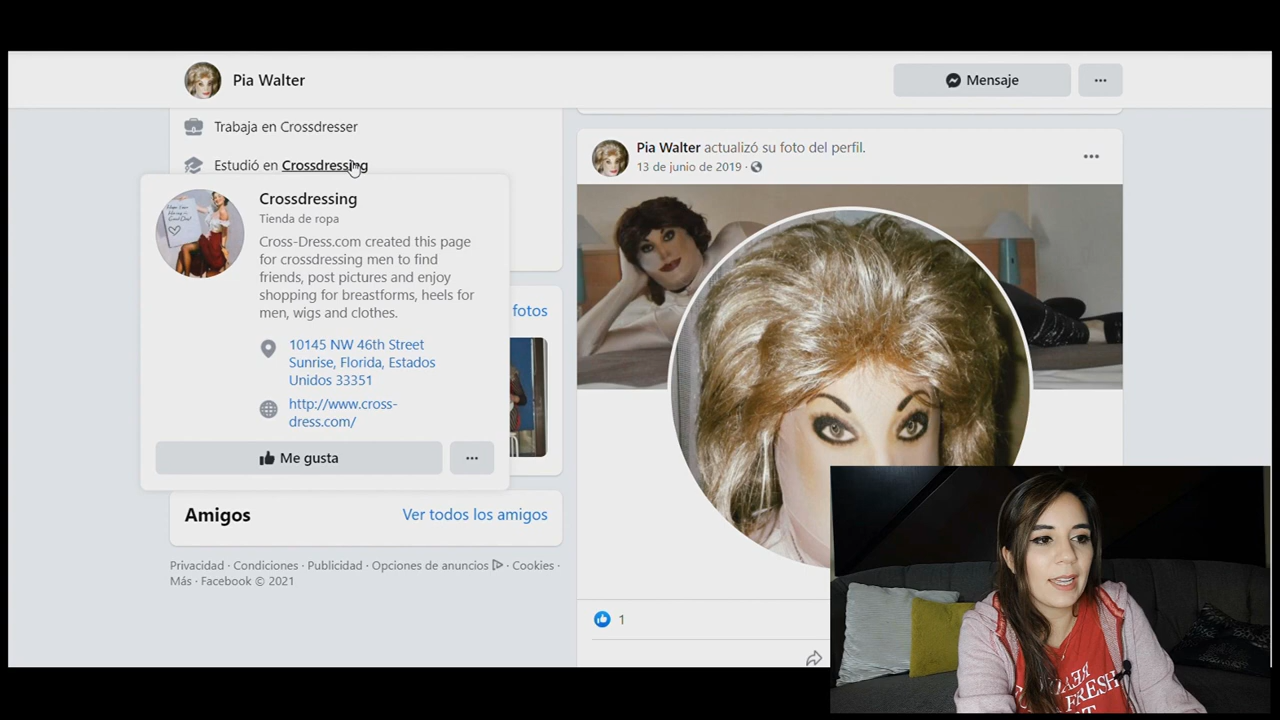 Pia Walter
Mensaje
Trabaja en Crossdresser
Estudió en Crossdressing
Crossdressing
Tienda de ropa
Cross-Dress.com created this page
for crossdressing men to find
friends, post pictures and enjoy
shopping for breastforms, heels for
men, wigs and clothes.
10145 NW 46th Street
Sunrise, Florida, Estados
Unidos 33351
http://www.cross-
dress.com/
Me gusta
fotos
Amigos
Ver todos los amigos
Privacidad · Condiciones · Publicidad · Opciones de anuncios · Cookies ·
Más · Facebook © 2021
Pia Walter actualizó su foto del perfil.
13 de junio de 2019 ·
1
FRESH